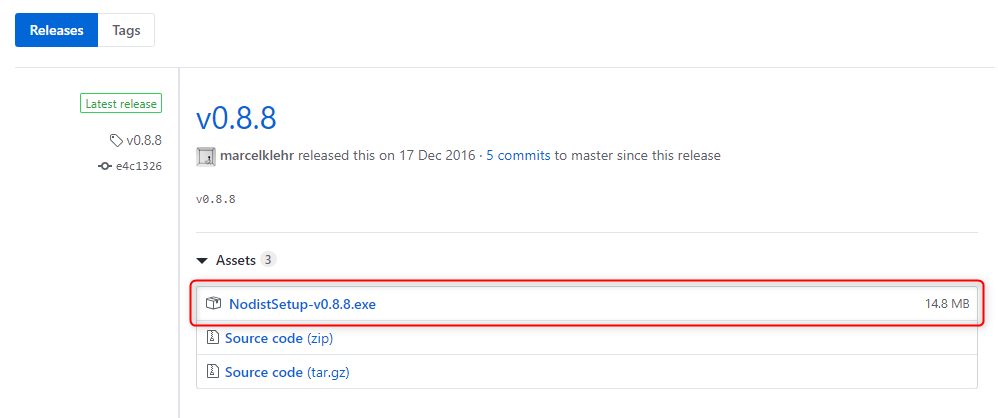 Releases Tags
Latest release
v0.8.8
e4c1326
v0.8.8
marcelklehr released this on 17 Dec 2016 · 5 commits to master since this release
v0.8.8
Assets 3
NodistSetup-v0.8.8.exe 14.8 MB
Source code (zip)
Source code (tar.gz)